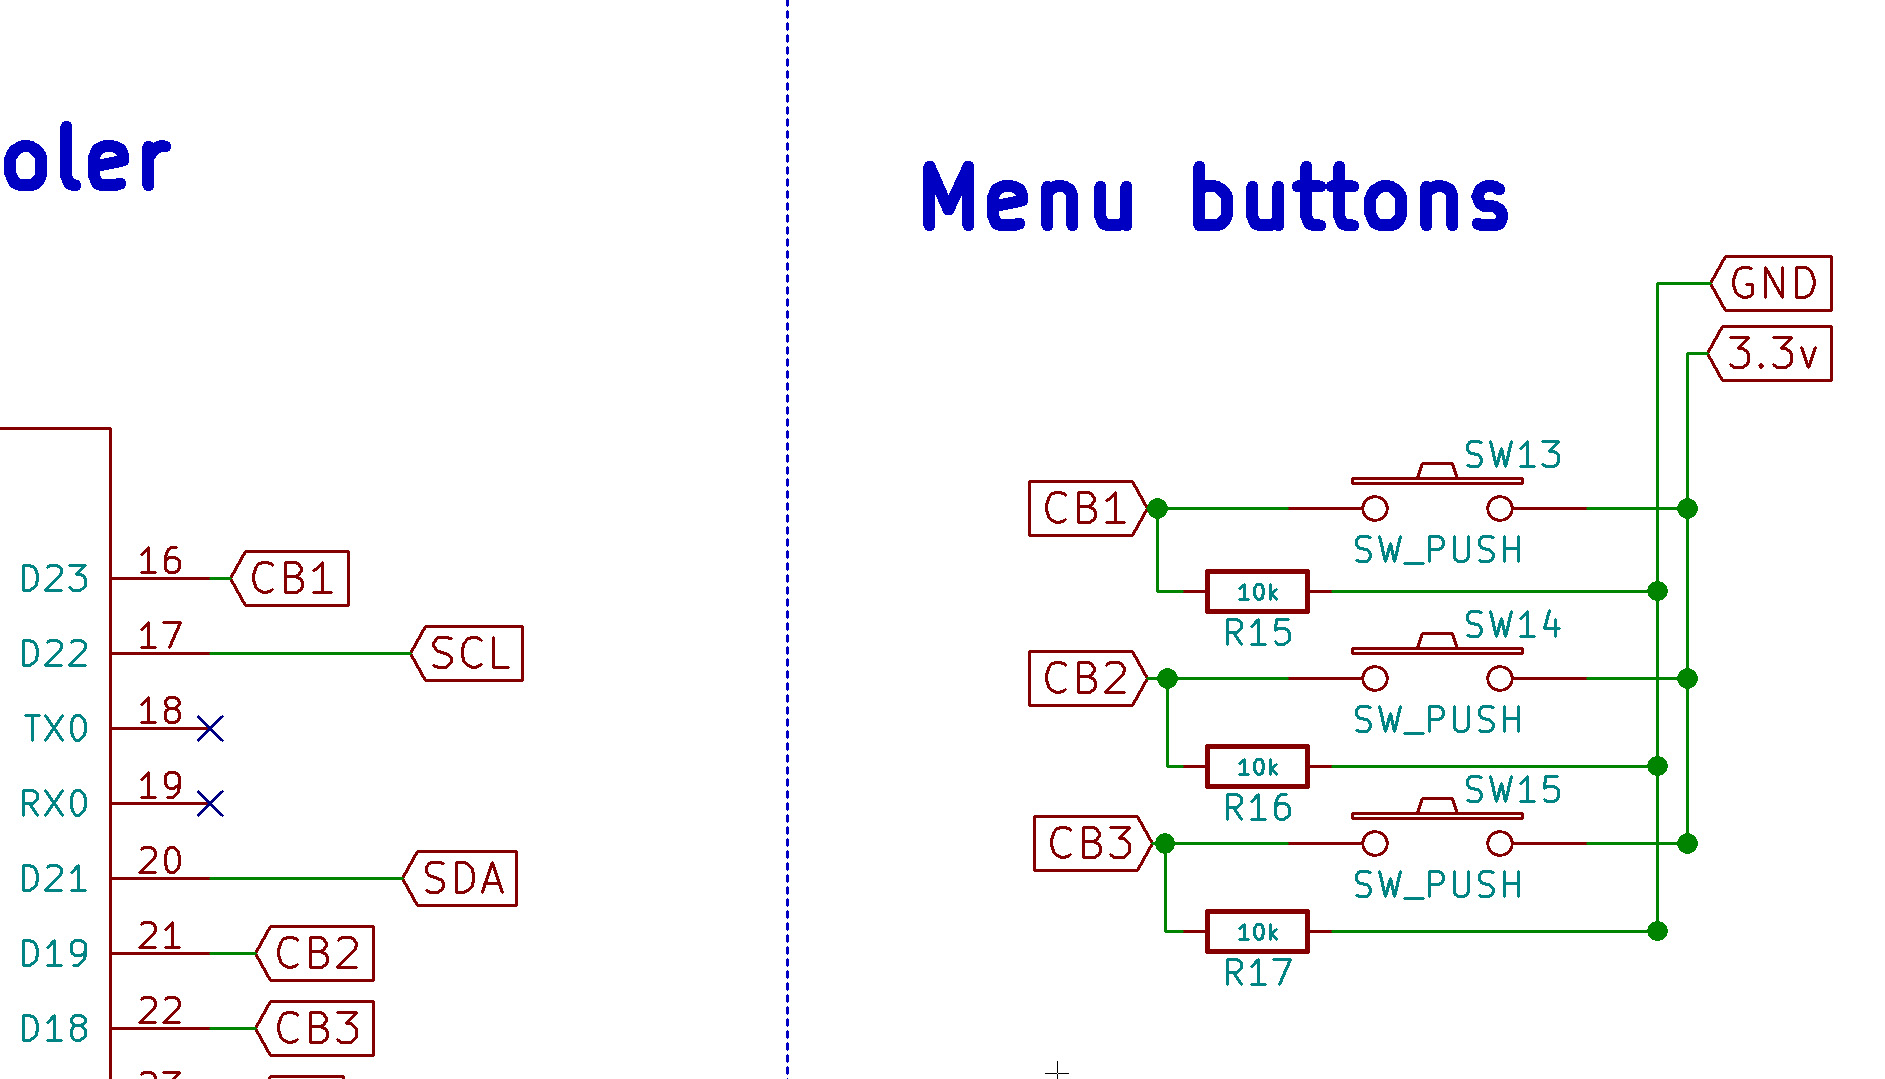 oler
D23 16 CB1
D22 17 SCL
TX0 18
RX0 19
D21 20 SDA
D19 21 CB2
D18 22 CB3
Menu buttons
GND
3.3v
SW13
CB1
SW_PUSH
10k
R15
SW14
CB2
SW_PUSH
10k
R16
SW15
CB3
SW_PUSH
10k
R17